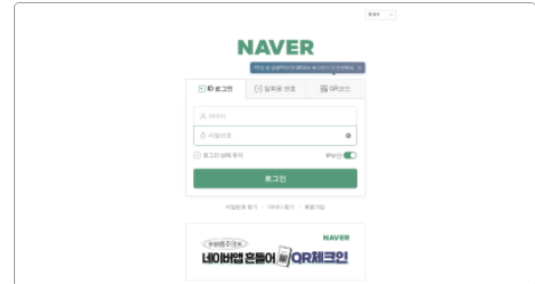 한국어
NAVER
ID 로그인
일회용 번호
QR코드
아이디
비밀번호
로그인 상태 유지
IP보안
로그인
비밀번호 찾기
아이디 찾기
회원가입
NAVER
네이버앱 흔들어 QR체크인